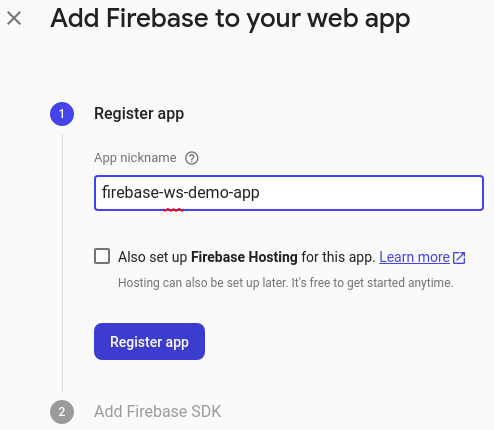 Add Firebase to your web app
1
Register app
App nickname
firebase-ws-demo-app
Also set up Firebase Hosting for this app. Learn more
Hosting can also be set up later. It's free to get started anytime.
Register app
2
Add Firebase SDK